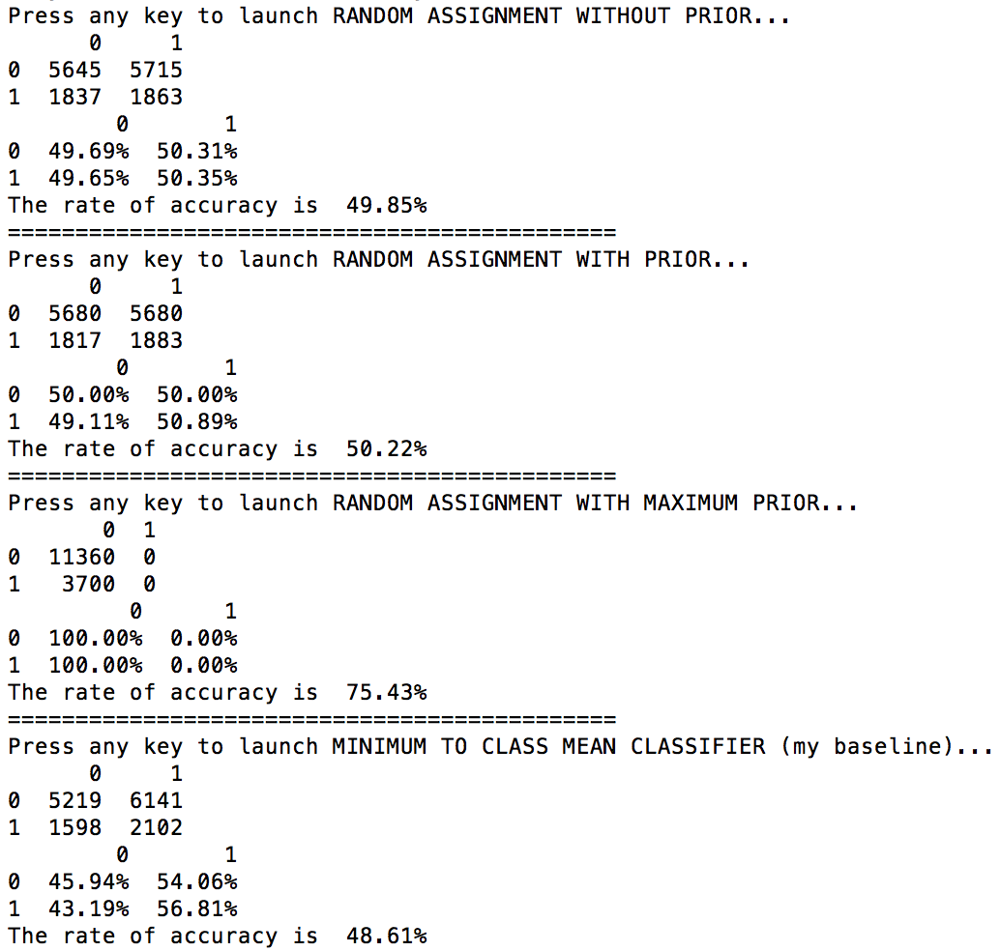 Press any key to launch RANDOM ASSIGNMENT WITHOUT PRIOR...
0 1
0 5645 5715
1 1837 1863
0 1
0 49.69% 50.31%
1 49.65% 50.35%
The rate of accuracy is 49.85%
=============================================
Press any key to launch RANDOM ASSIGNMENT WITH PRIOR...
0 1
0 5680 5680
1 1817 1883
0 1
0 50.00% 50.00%
1 49.11% 50.89%
The rate of accuracy is 50.22%
=============================================
Press any key to launch RANDOM ASSIGNMENT WITH MAXIMUM PRIOR...
0 1
0 11360 0
1 3700 0
0 1
0 100.00% 0.00%
1 100.00% 0.00%
The rate of accuracy is 75.43%
=============================================
Press any key to launch MINIMUM TO CLASS MEAN CLASSIFIER (my baseline)...
0 1
0 5219 6141
1 1598 2102
0 1
0 45.94% 54.06%
1 43.19% 56.81%
The rate of accuracy is 48.61%